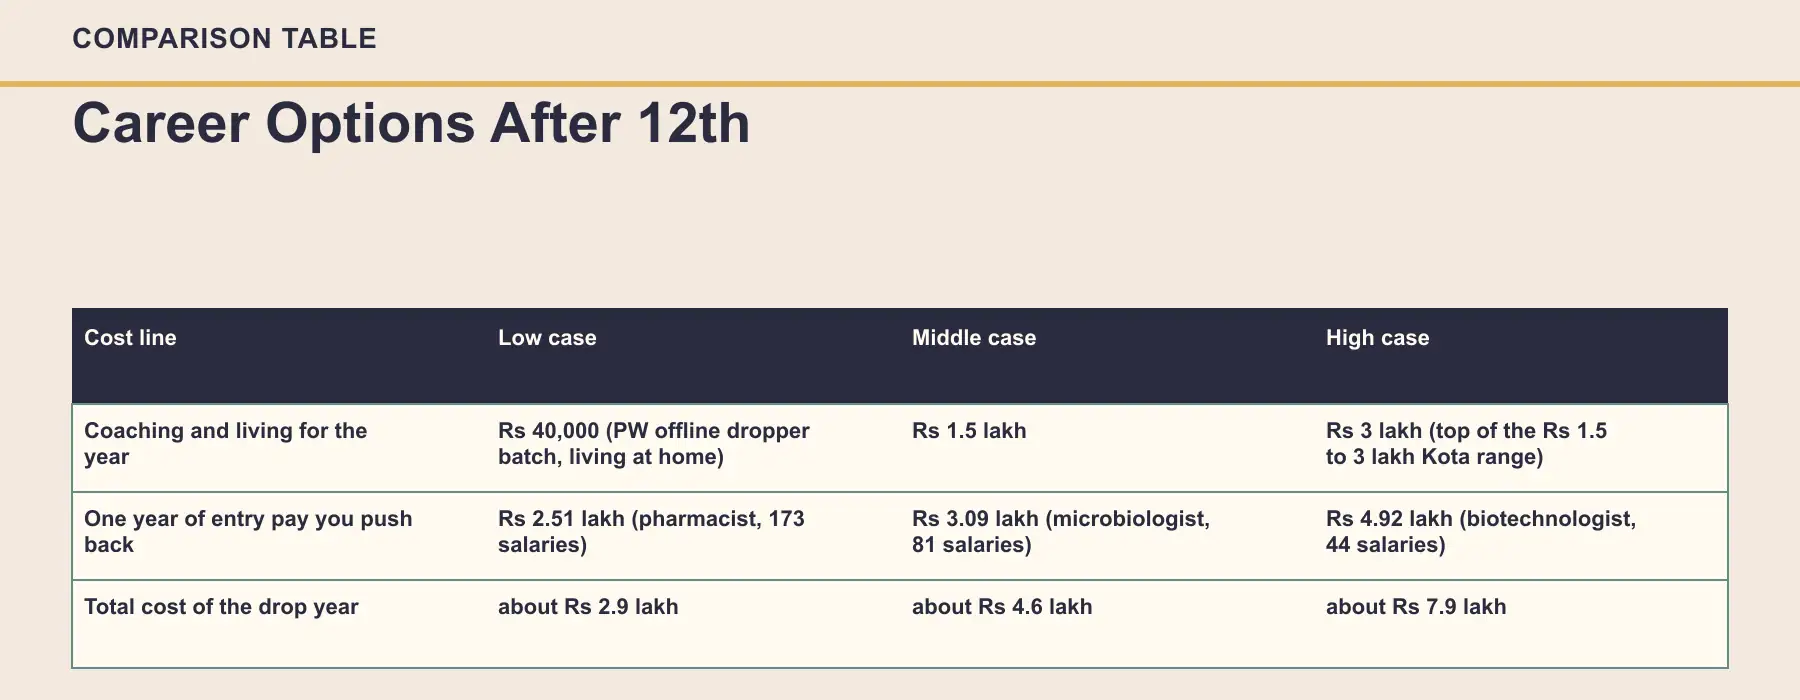 COMPARISON TABLE
Career Options After 12th
Cost line
Low case
Middle case
High case
Coaching and living for the
year
Rs 40,000 (PW offline dropper
batch, living at home)
Rs 1.5 lakh
Rs 3 lakh (top of the Rs 1.5
to 3 lakh Kota range)
One year of entry pay you push
back
Rs 2.51 lakh (pharmacist, 173
salaries)
Rs 3.09 lakh (microbiologist,
81 salaries)
Rs 4.92 lakh (biotechnologist,
44 salaries)
Total cost of the drop year
about Rs 2.9 lakh
about Rs 4.6 lakh
about Rs 7.9 lakh